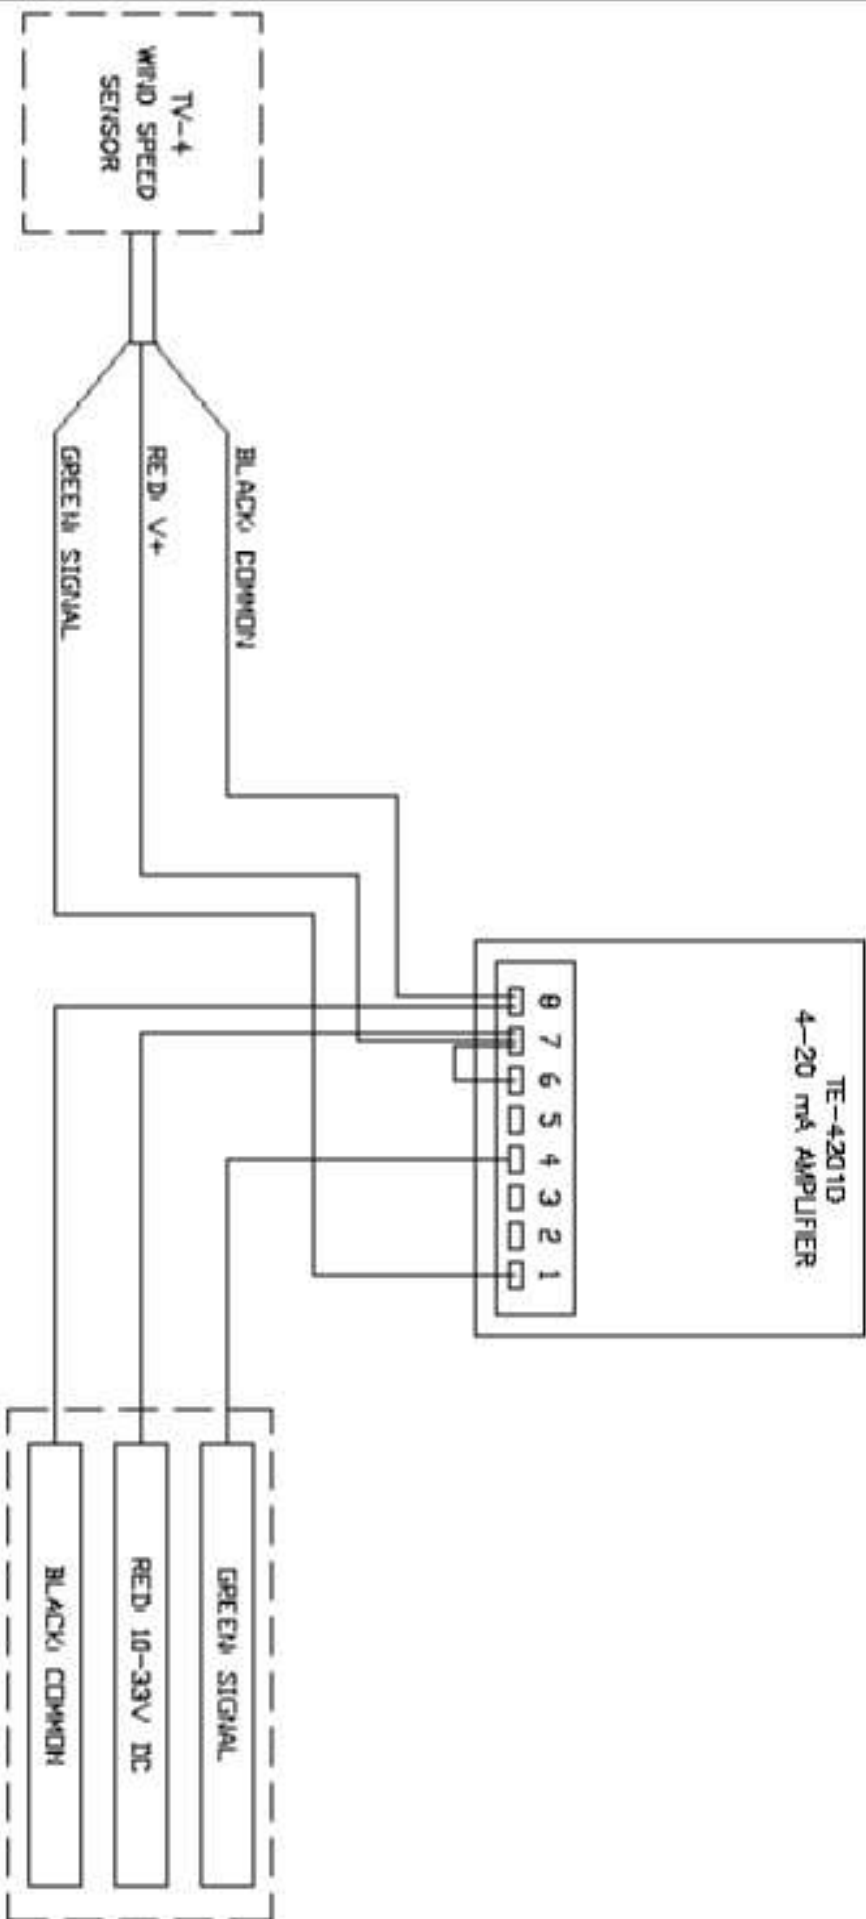 TV-4
WIND SPEED
SENSOR
BLACK: COMMON
RED: V+
GREEN: SIGNAL
TE-4201D
4-20 mA AMPLIFIER
8
7
6
5
4
3
2
1
GREEN: SIGNAL
RED: 10-33V DC
BLACK: COMMON